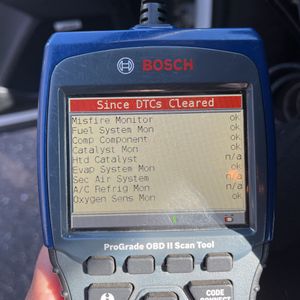 BOSCH
Since DTCs Cleared
Misfire Monitor ok
Fuel System Mon ok
Comp Component ok
Catalyst Mon ok
Htd Catalyst n/a
Evap System Mon ok
Sec Air System n/a
A/C Refrig Mon n/a
Oxygen Sens Mon ok
ProGrade OBD II Scan Tool
CODE
CONNECT